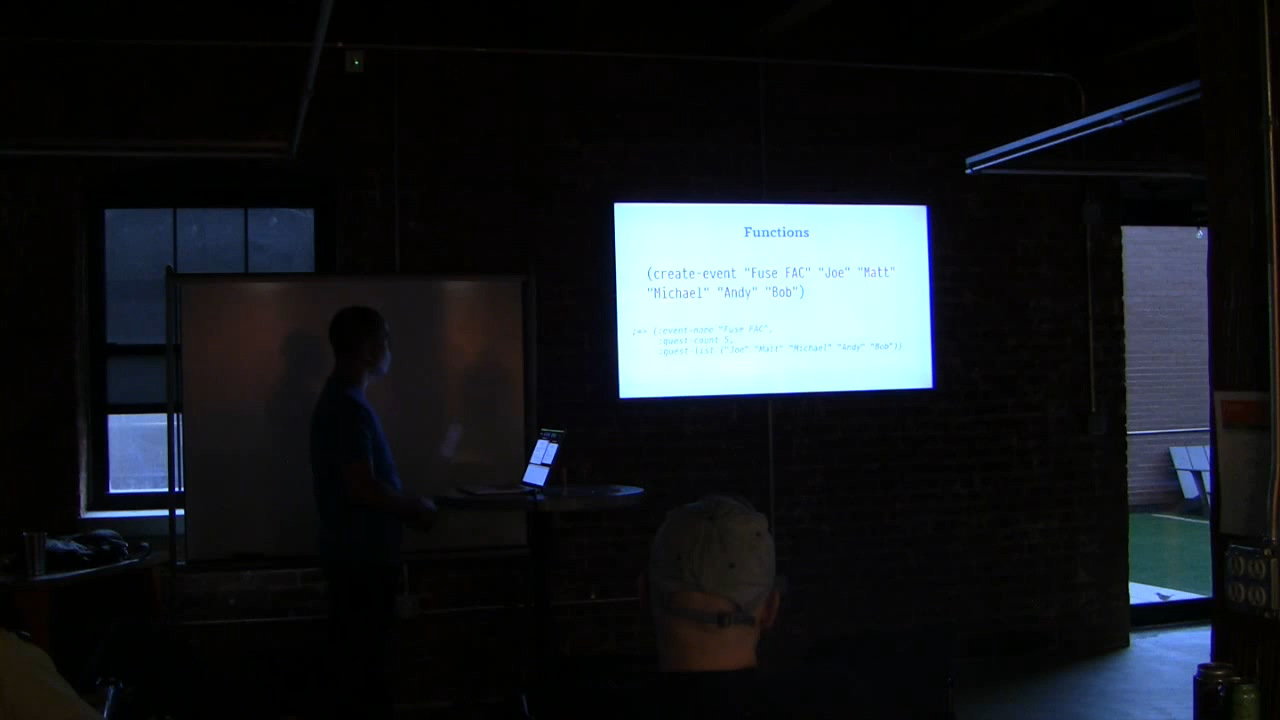 Functions
(create-event "Fuse FAC" "Joe" "Matt"
"Michael" "Andy" "Bob")
;=> {:event-name "Fuse FAC",
:guest-count 5,
:guest-list ("Joe" "Matt" "Michael" "Andy" "Bob")}